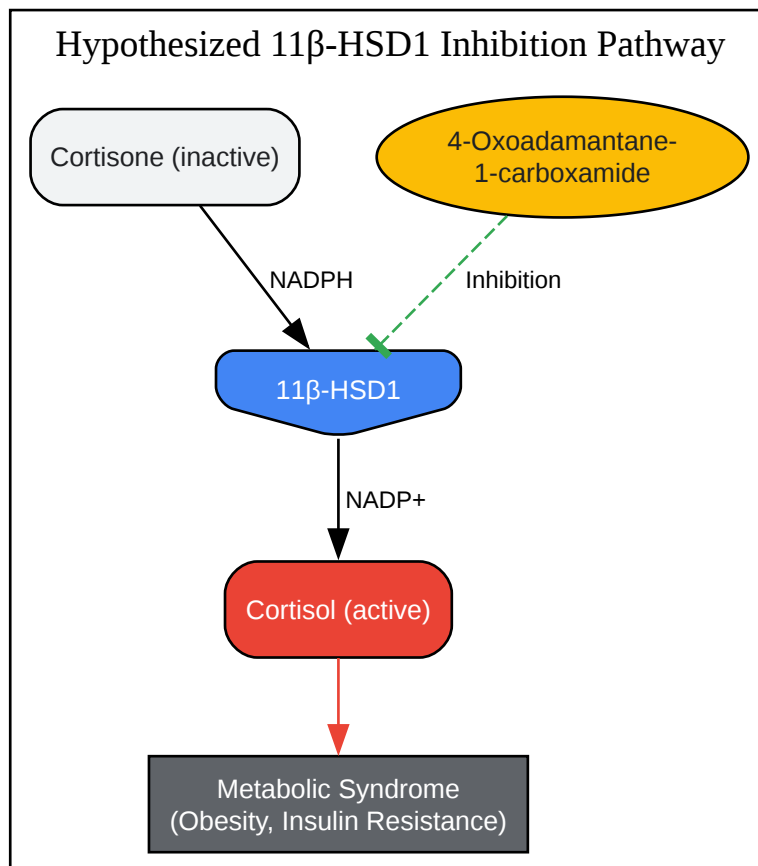 Hypothesized 11β-HSD1 Inhibition Pathway
Cortisone (inactive)
4-Oxoadamantane-
1-carboxamide
NADPH
Inhibition
11β-HSD1
NADP+
Cortisol (active)
Metabolic Syndrome
(Obesity, Insulin Resistance)